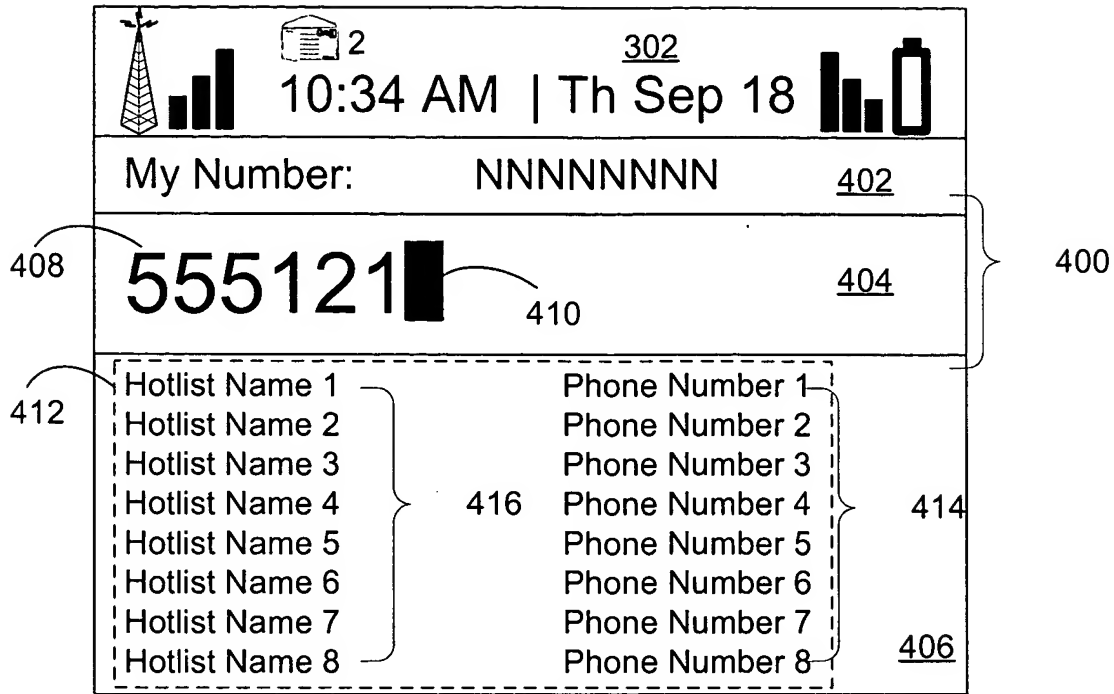 2 302
10:34 AM | Th Sep 18
My Number: NNNNNNNN 402
408 555121 410 404 400
412
Hotlist Name 1 Phone Number 1
Hotlist Name 2 Phone Number 2
Hotlist Name 3 Phone Number 3
Hotlist Name 4 416 Phone Number 4 414
Hotlist Name 5 Phone Number 5
Hotlist Name 6 Phone Number 6
Hotlist Name 7 Phone Number 7
Hotlist Name 8 Phone Number 8 406